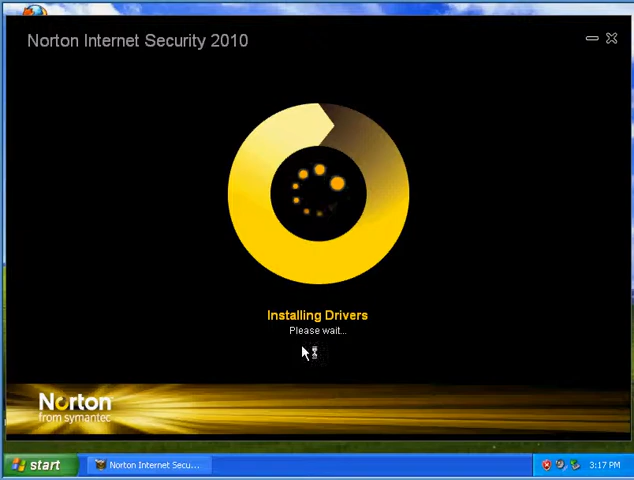 Norton Internet Security 2010
Installing Drivers
Please wait...
Norton
from symantec
start
Norton Internet Secu...
3:17 PM